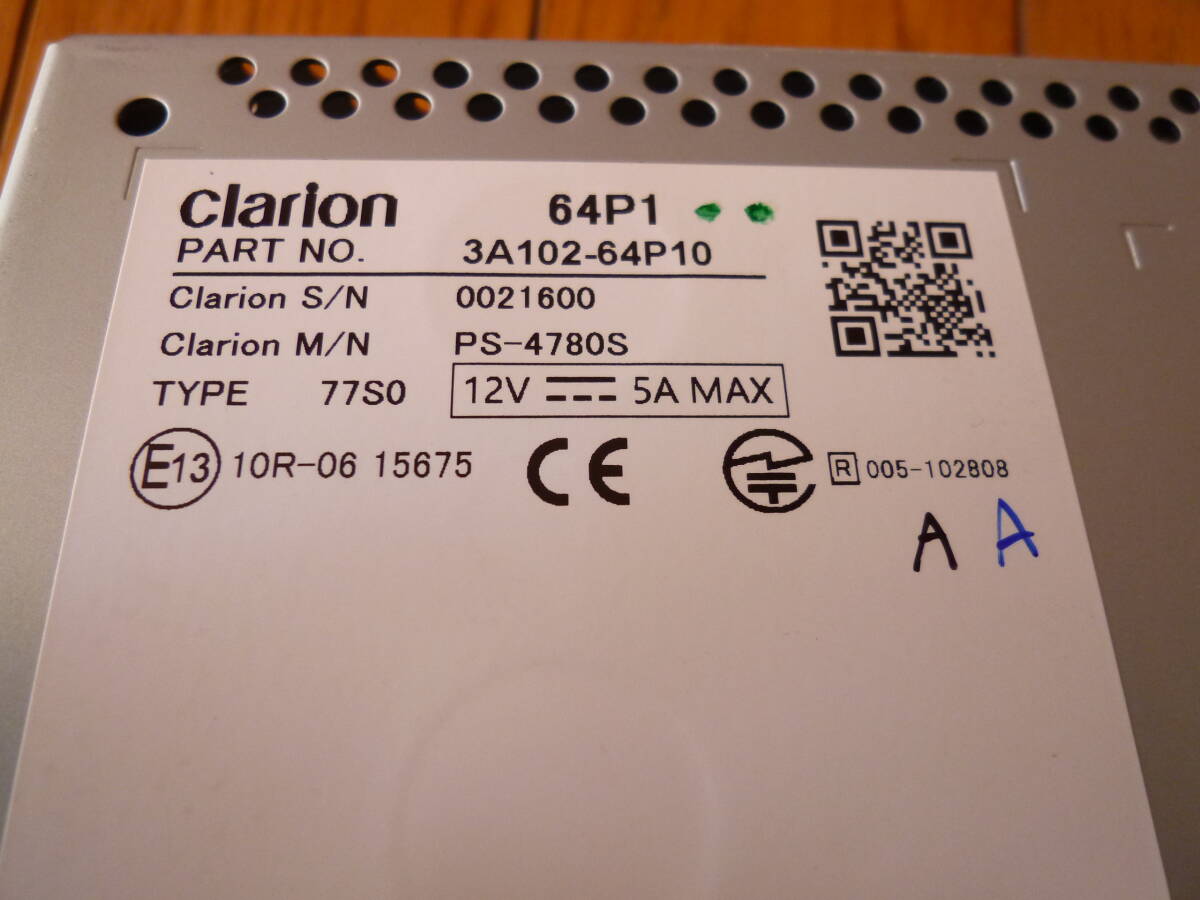 clarion 64P1
PART NO. 3A102-64P10
Clarion S/N 0021600
Clarion M/N PS-4780S
TYPE 77S0 12V 5A MAX
E13 10R-06 15675 CE R 005-102808
A A